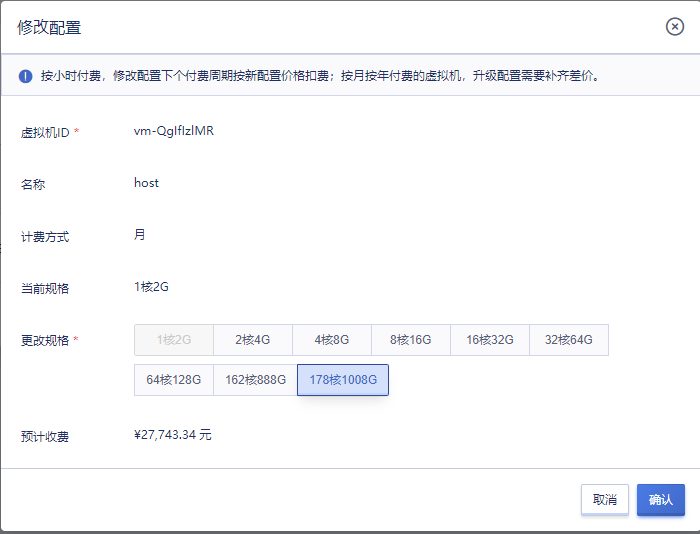 修改配置
按小时付费，修改配置下个付费周期按新配置价格扣费；按月按年付费的虚拟机，升级配置需要补齐差价。
虚拟机ID * vm-QgIfIzlMR
名称 host
计费方式 月
当前规格 1核2G
更改规格 * 1核2G 2核4G 4核8G 8核16G 16核32G 32核64G
64核128G 162核888G 178核1008G
预计收费 ¥27,743.34 元
取消 确认